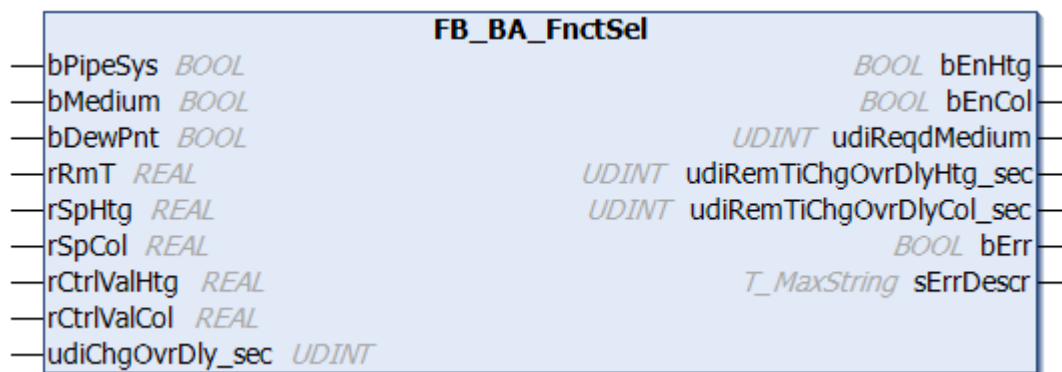 FB_BA_FnctSel
bPipeSys BOOL BOOL bEnHtg
bMedium BOOL BOOL bEnCol
bDewPnt BOOL UDINT udiReqdMedium
rRmT REAL UDINT udiRemTiChgOvrDlyHtg_sec
rSpHtg REAL UDINT udiRemTiChgOvrDlyCol_sec
rSpCol REAL BOOL bErr
rCtrlValHtg REAL T_MaxString sErrDescr
rCtrlValCol REAL
udiChgOvrDly_sec UDINT